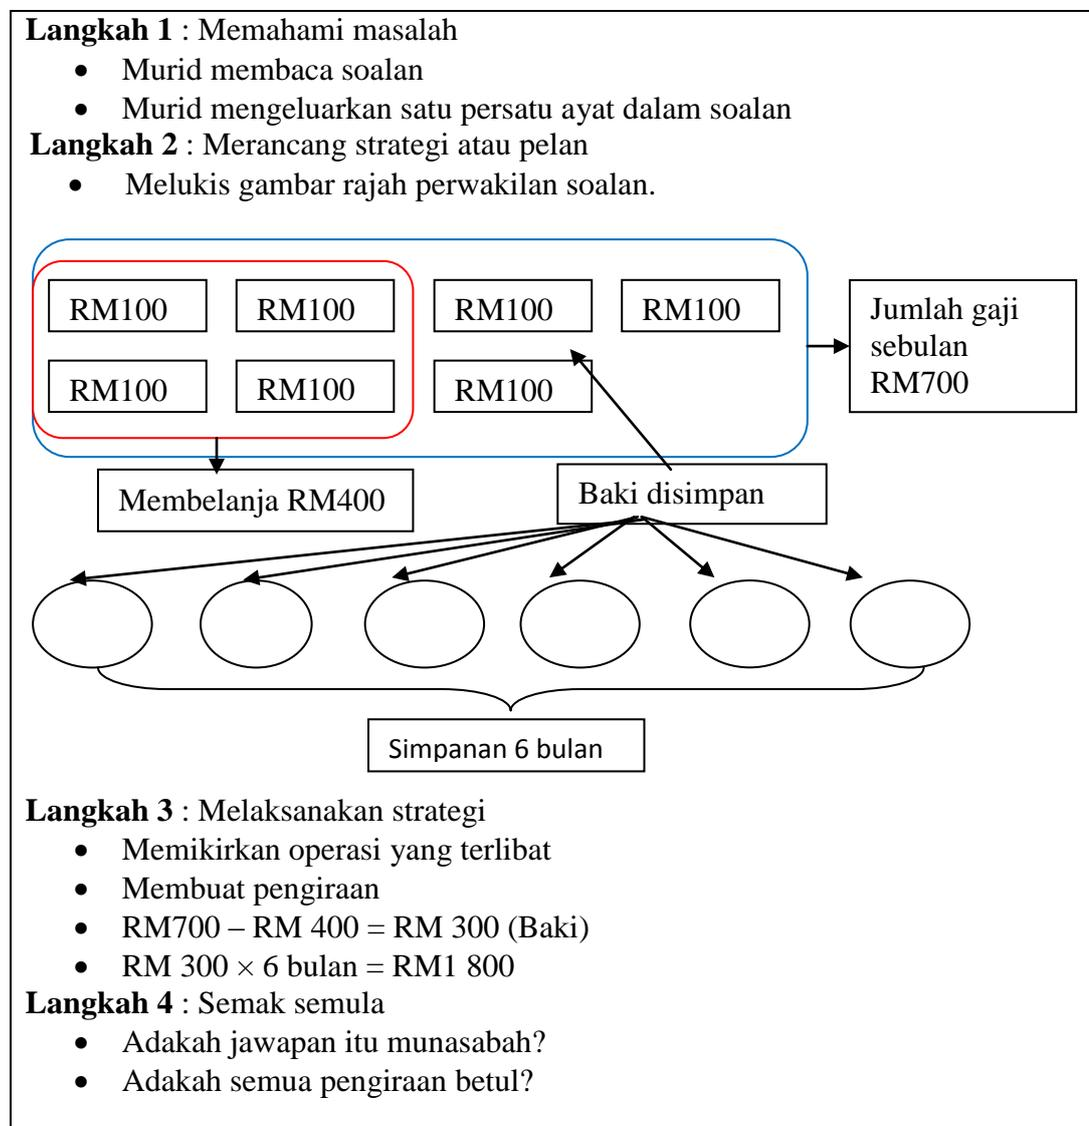 Langkah 1 : Memahami masalah
• Murid membaca soalan
• Murid mengeluarkan satu persatu ayat dalam soalan
Langkah 2 : Merancang strategi atau pelan
• Melukis gambar rajah perwakilan soalan.
RM100
RM100
RM100
RM100
Jumlah gaji
sebulan
RM700
RM100
RM100
RM100
Membelanja RM400
Baki disimpan
Simpanan 6 bulan
Langkah 3 : Melaksanakan strategi
• Memikirkan operasi yang terlibat
• Membuat pengiraan
• RM700 – RM 400 = RM 300 (Baki)
• RM 300 × 6 bulan = RM1 800
Langkah 4 : Semak semula
• Adakah jawapan itu munasabah?
• Adakah semua pengiraan betul?